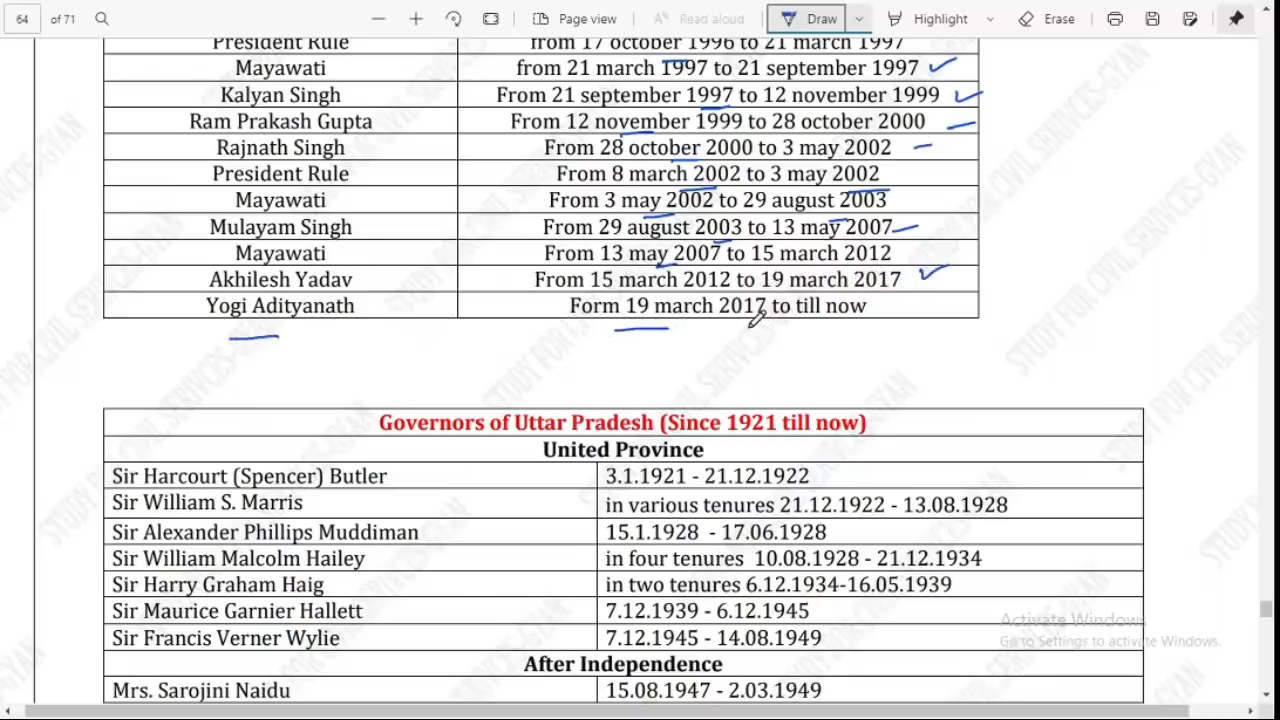 64 of 71 Page view Read aloud Draw Highlight Erase
President Rule from 17 october 1996 to 21 march 1997
Mayawati from 21 march 1997 to 21 september 1997
Kalyan Singh From 21 september 1997 to 12 november 1999
Ram Prakash Gupta From 12 november 1999 to 28 october 2000
Rajnath Singh From 28 october 2000 to 3 may 2002
President Rule From 8 march 2002 to 3 may 2002
Mayawati From 3 may 2002 to 29 august 2003
Mulayam Singh From 29 august 2003 to 13 may 2007
Mayawati From 13 may 2007 to 15 march 2012
Akhilesh Yadav From 15 march 2012 to 19 march 2017
Yogi Adityanath Form 19 march 2017 to till now
Governors of Uttar Pradesh (Since 1921 till now)
United Province
Sir Harcourt (Spencer) Butler 3.1.1921 - 21.12.1922
Sir William S. Marris in various tenures 21.12.1922 - 13.08.1928
Sir Alexander Phillips Muddiman 15.1.1928 - 17.06.1928
Sir William Malcolm Hailey in four tenures 10.08.1928 - 21.12.1934
Sir Harry Graham Haig in two tenures 6.12.1934-16.05.1939
Sir Maurice Garnier Hallett 7.12.1939 - 6.12.1945
Sir Francis Verner Wylie 7.12.1945 - 14.08.1949
After Independence
Mrs. Sarojini Naidu 15.08.1947 - 2.03.1949
Activate Windows
Go to Settings to activate Windows.
STUDY FOR CIVIL SERVICES-GYAN